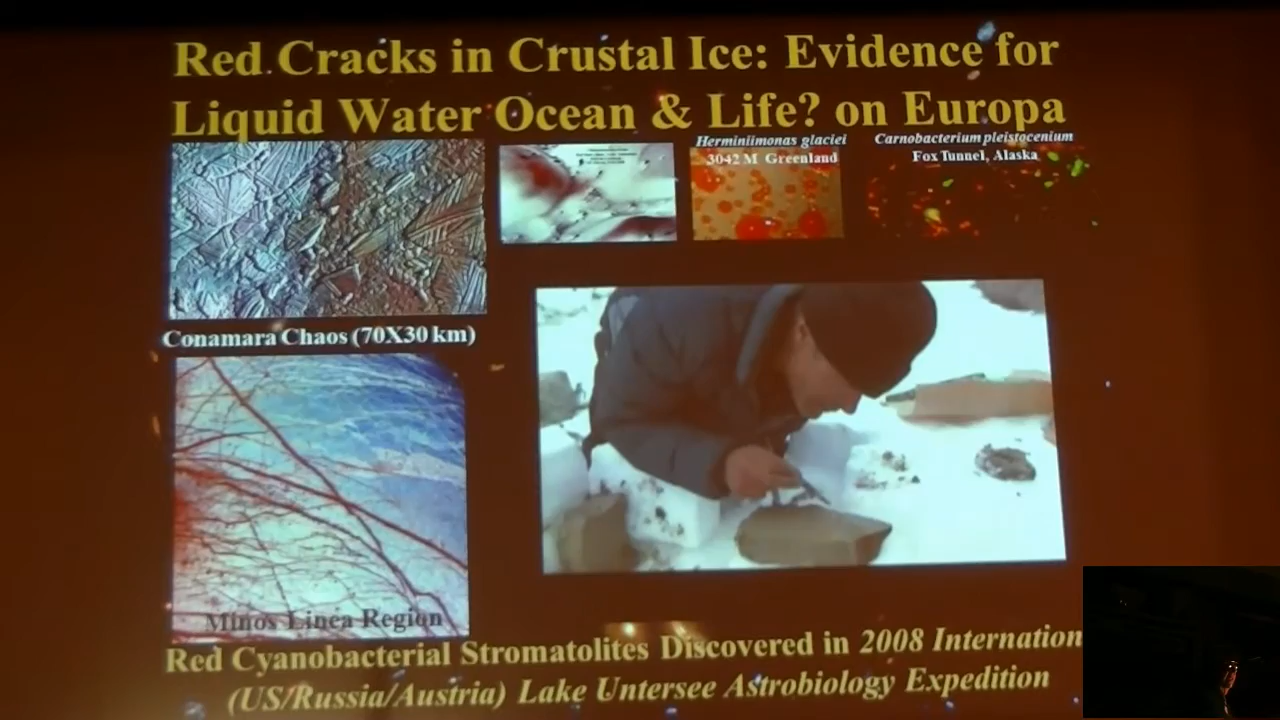 Red Cracks in Crustal Ice: Evidence for
Liquid Water Ocean & Life? on Europa
Herminiimonas glaciei
3042 M Greenland
Carnobacterium pleistocenium
Fox Tunnel, Alaska
Conamara Chaos (70X30 km)
Minos Linea Region
Red Cyanobacterial Stromatolites Discovered in 2008 Internation
(US/Russia/Austria) Lake Untersee Astrobiology Expedition